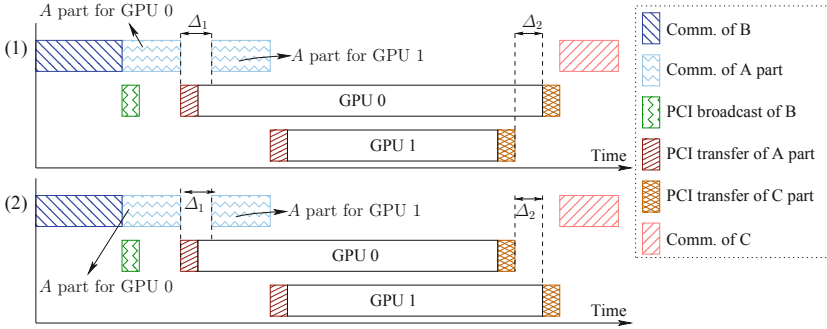 A part for GPU 0
Δ1
Δ2
(1)
A part for GPU 1
GPU 0
GPU 1
Time
(2)
Δ1
A part for GPU 1
Δ2
GPU 0
A part for GPU 0
GPU 1
Time
Comm. of B
Comm. of A part
PCI broadcast of B
PCI transfer of A part
PCI transfer of C part
Comm. of C